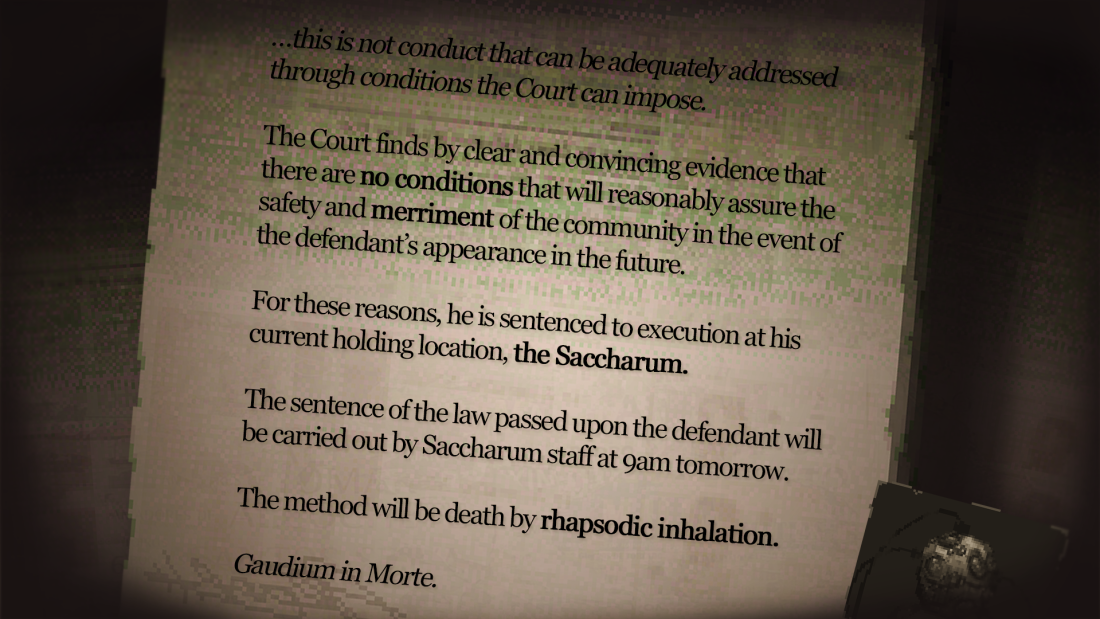 …this is not conduct that can be adequately addressed
through conditions the Court can impose.
The Court finds by clear and convincing evidence that
there are no conditions that will reasonably assure the
safety and merriment of the community in the event of
the defendant’s appearance in the future.
For these reasons, he is sentenced to execution at his
current holding location, the Saccharum.
The sentence of the law passed upon the defendant will
be carried out by Saccharum staff at 9am tomorrow.
The method will be death by rhapsodic inhalation.
Gaudium in Morte.